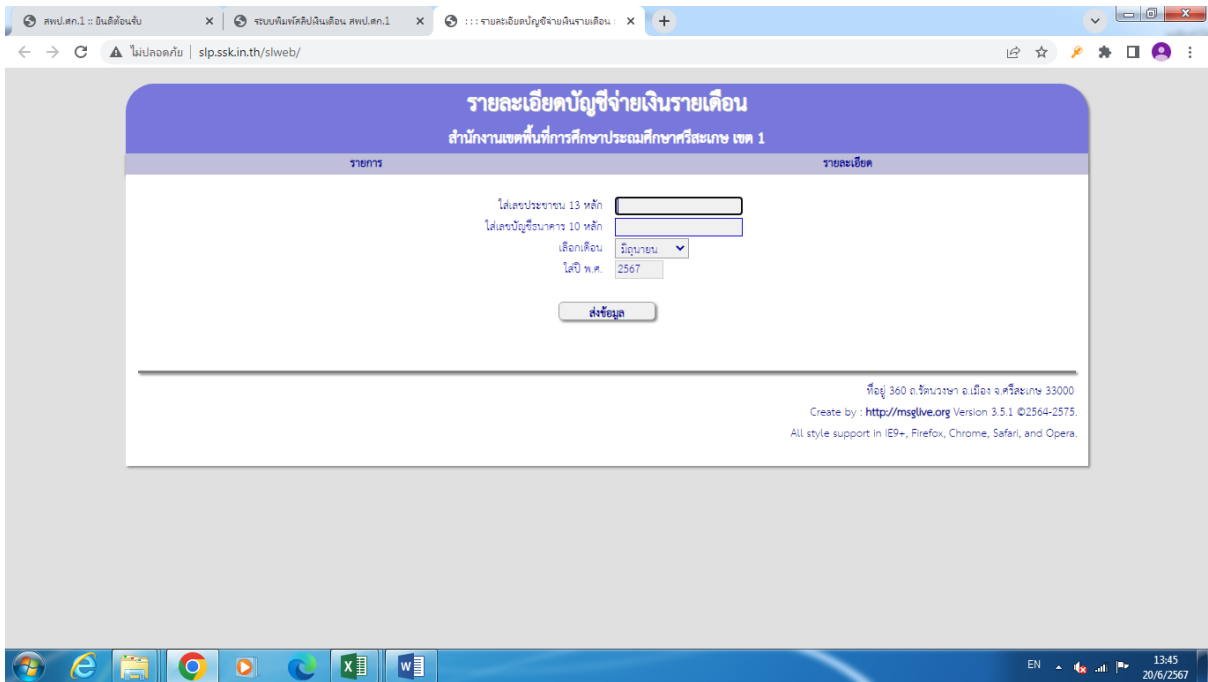 สพป.ศก.1 :: ยินดีต้อนรับ
ระบบพิมพ์สลิปเงินเดือน สพป.ศก.1
::: รายละเอียดบัญชีจ่ายเงินรายเดือน :
ไม่ปลอดภัย | slp.ssk.in.th/slweb/
รายละเอียดบัญชีจ่ายเงินรายเดือน
สำนักงานเขตพื้นที่การศึกษาประถมศึกษาศรีสะเกษ เขต 1
รายการ รายละเอียด
ใส่เลขประชาชน 13 หลัก
ใส่เลขบัญชีธนาคาร 10 หลัก
เลือกเดือน มิถุนายน
ใส่ปี พ.ศ. 2567
ส่งข้อมูล
ที่อยู่ 360 ถ.รัตนวงษา อ.เมือง จ.ศรีสะเกษ 33000
Create by : http://msglive.org Version 3.5.1 ©2564-2575.
All style support in IE9+, Firefox, Chrome, Safari, and Opera.
EN
13:45
20/6/2567